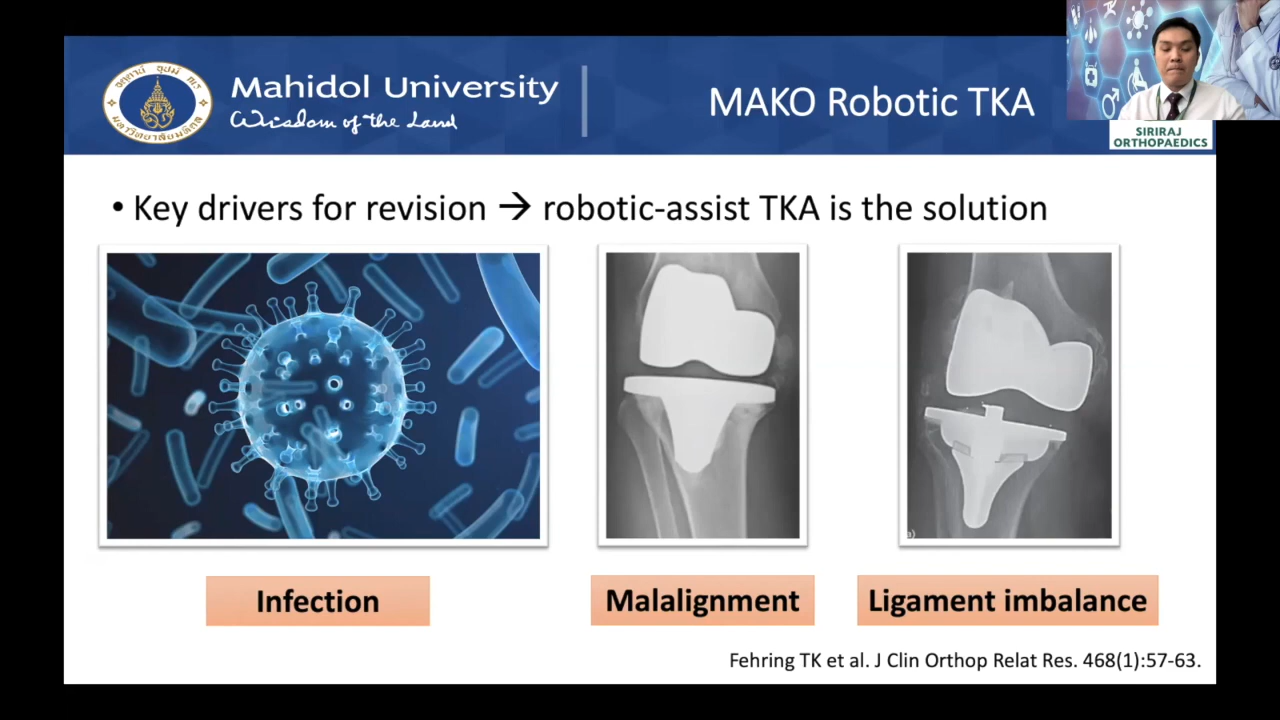 Mahidol University
Wisdom of the Land
MAKO Robotic TKA
SIRIRAJ
ORTHOPAEDICS
• Key drivers for revision → robotic-assist TKA is the solution
Infection
Malalignment
Ligament imbalance
Fehring TK et al. J Clin Orthop Relat Res. 468(1):57-63.